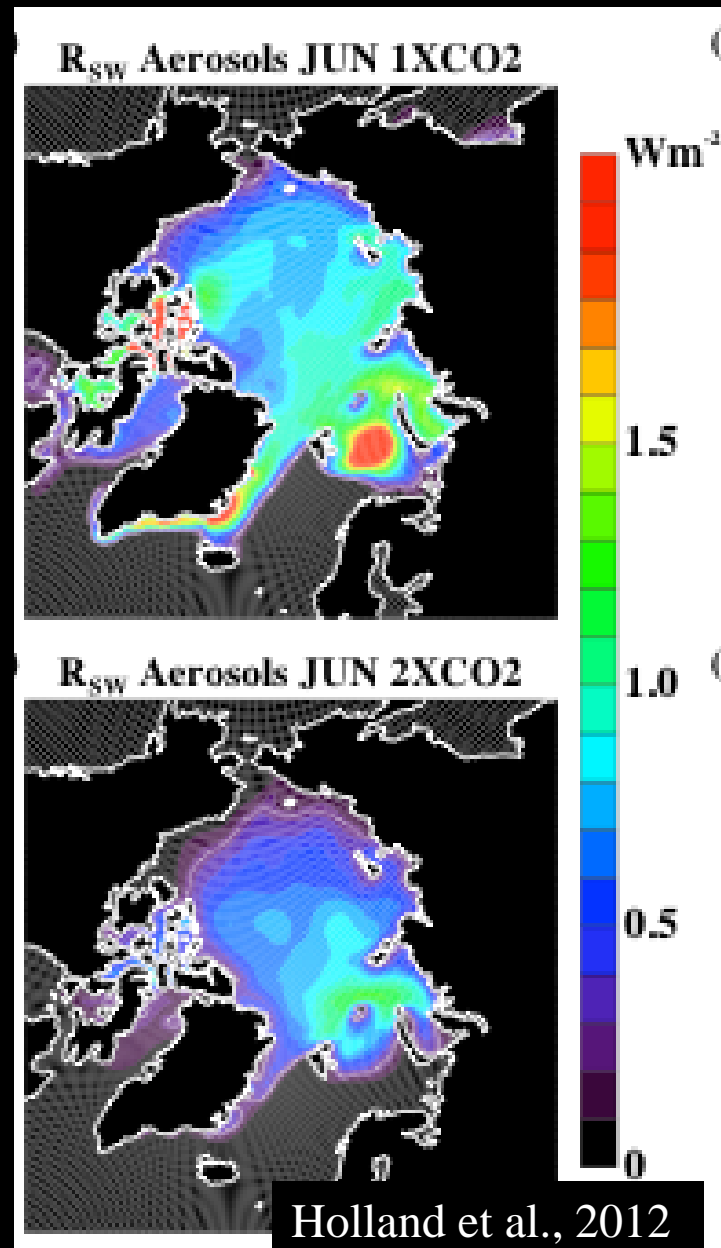 R_SW Aerosols JUN 1XCO2
Wm⁻²
1.5
1.0
0.5
0
R_SW Aerosols JUN 2XCO2
Holland et al., 2012